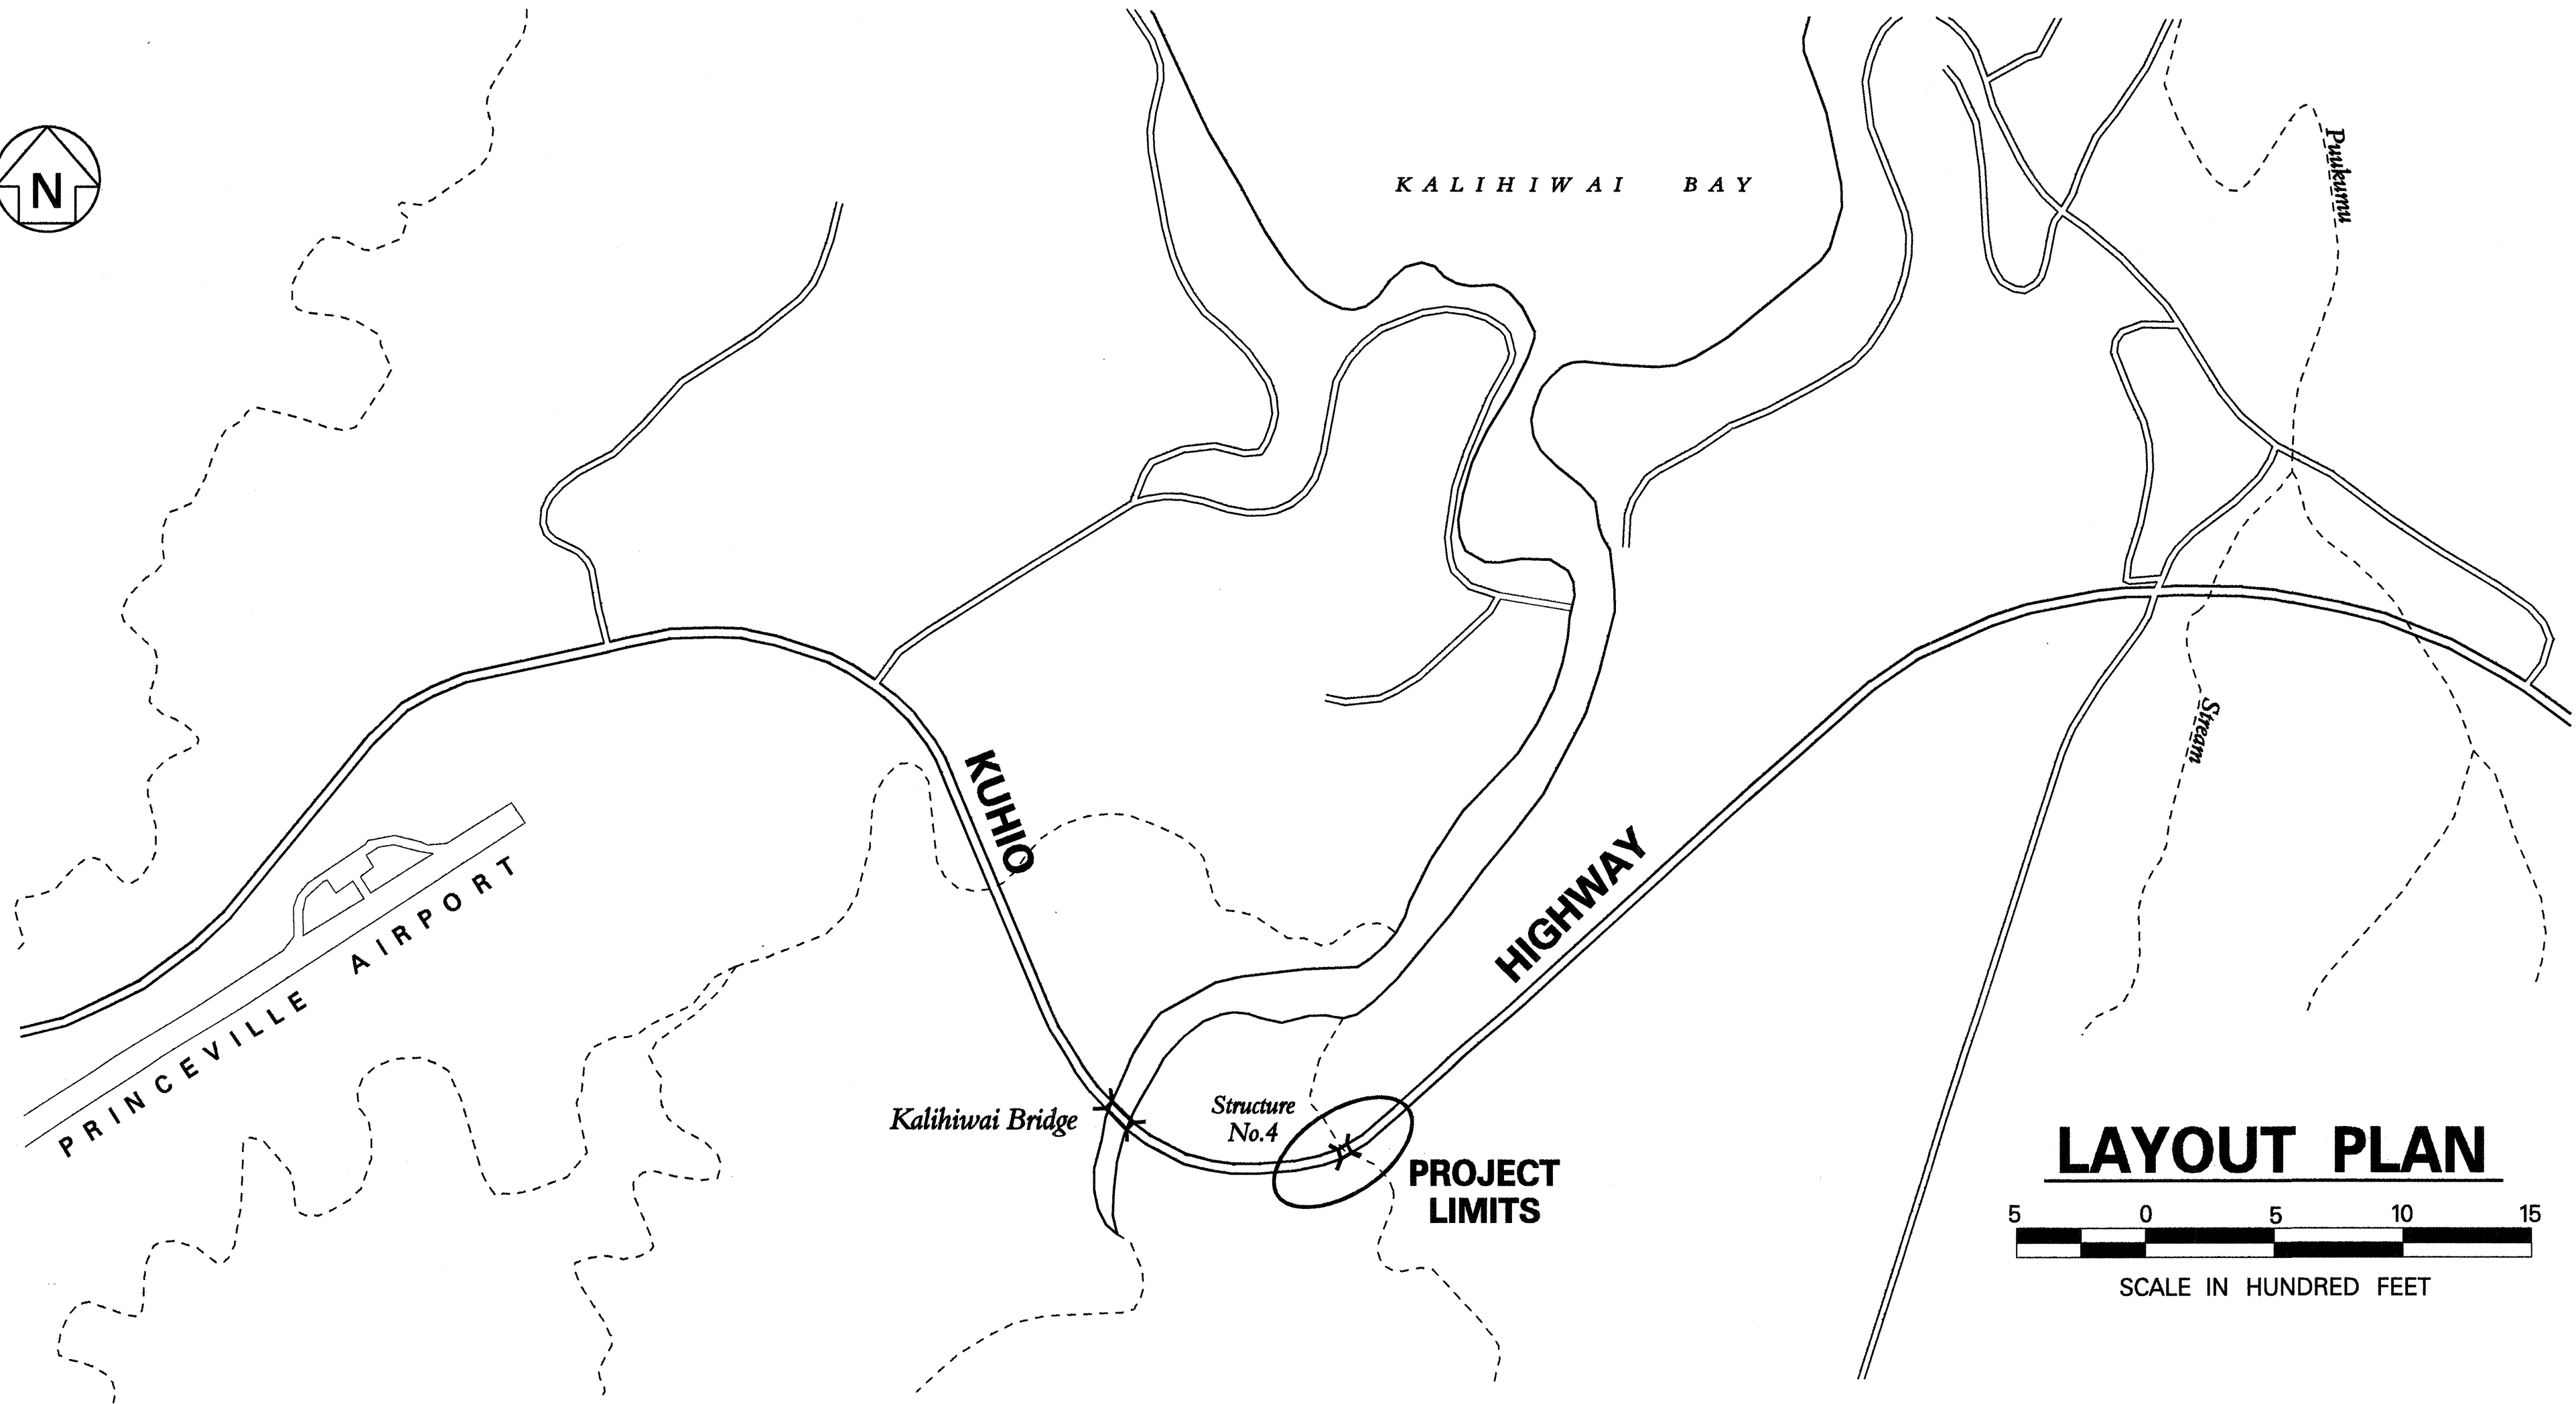 N
KALIHIWAI BAY
Puukumu
Stream
KUHIO
HIGHWAY
PRINCEVILLE AIRPORT
Kalihiwai Bridge
Structure
No.4
PROJECT
LIMITS
LAYOUT PLAN
5 0 5 10 15
SCALE IN HUNDRED FEET